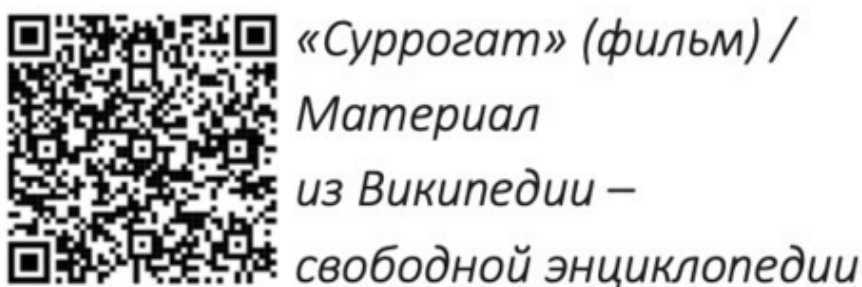 «Суррогат» (фильм) /
Материал
из Википедии –
свободной энциклопедии